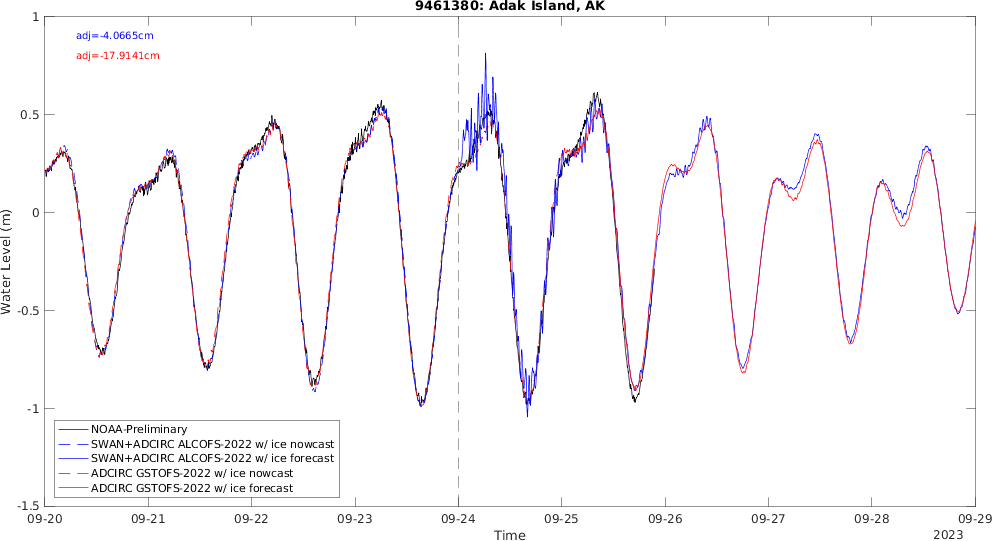 9461380: Adak Island, AK
adj=-4.0665cm
adj=-17.9141cm
1
0.5
0
-0.5
-1
-1.5
Water Level (m)
NOAA-Preliminary
SWAN+ADCIRC ALCOFS-2022 w/ ice nowcast
SWAN+ADCIRC ALCOFS-2022 w/ ice forecast
ADCIRC GSTOFS-2022 w/ ice nowcast
ADCIRC GSTOFS-2022 w/ ice forecast
09-20 09-21 09-22 09-23 09-24 09-25 09-26 09-27 09-28 09-29
Time
2023